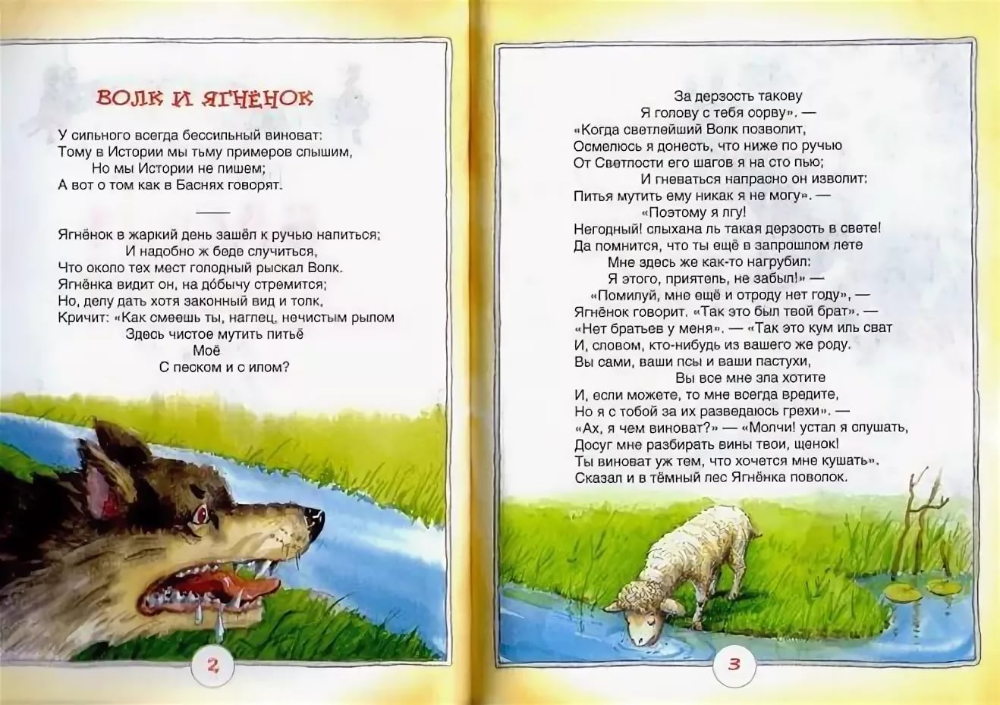 ВОЛК И ЯГНЁНОК
У сильного всегда бессильный виноват:
Тому в Истории мы тьму примеров слышим,
Но мы Истории не пишем;
А вот о том как в Баснях говорят.
Ягнёнок в жаркий день зашёл к ручью напиться;
И надобно ж беде случиться,
Что около тех мест голодный рыскал Волк.
Ягнёнка видит он, на до́бычу стремится;
Но, делу дать хотя законный вид и толк,
Кричит: «Как смеешь ты, наглец, нечистым рылом
Здесь чистое мутить питьё
Моё
С песком и с илом?
2
За дерзость такову
Я голову с тебя сорву». —
«Когда светлейший Волк позволит,
Осмелюсь я донесть, что ниже по ручью
От Светлости его шагов я на сто пью;
И гневаться напрасно он изволит:
Питья мутить ему никак я не могу». —
«Поэтому я лгу!
Негодный! слыхана ль такая дерзость в свете!
Да помнится, что ты ещё в запрошлом лете
Мне здесь же как-то нагрубил:
Я этого, приятель, не забыл!» —
«Помилуй, мне ещё и отроду нет году», —
Ягнёнок говорит. «Так это был твой брат». —
«Нет братьев у меня». — «Так это кум иль сват
И, словом, кто-нибудь из вашего же роду.
Вы сами, ваши псы и ваши пастухи,
Вы все мне зла хотите
И, если можете, то мне всегда вредите,
Но я с тобой за их разведаюсь грехи». —
«Ах, я чем виноват?» — «Молчи! устал я слушать,
Досуг мне разбирать вины твои, щенок!
Ты виноват уж тем, что хочется мне кушать».
Сказал и в тёмный лес Ягнёнка поволок.
3